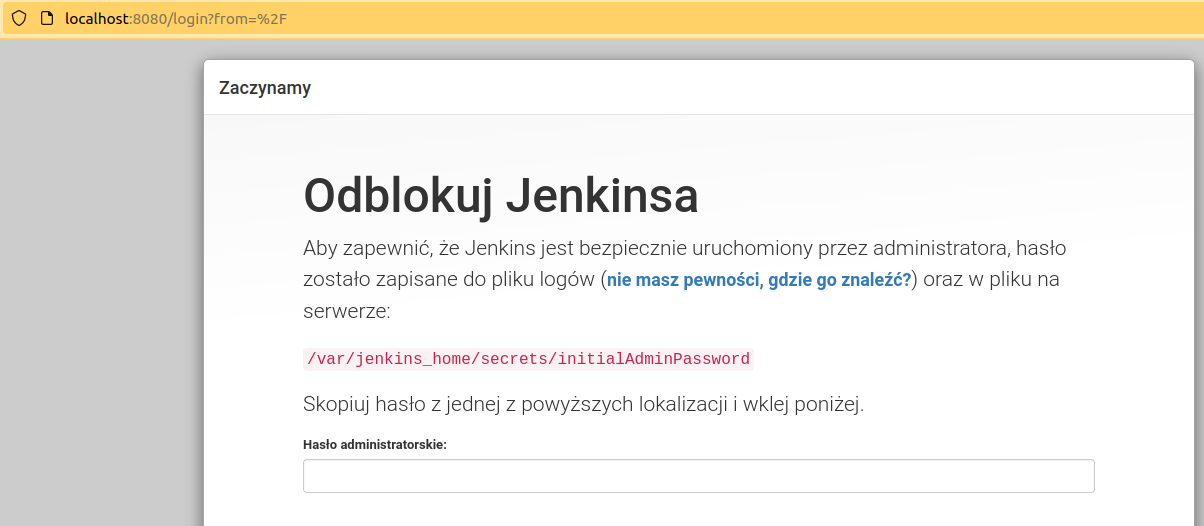 localhost:8080/login?from=%2F
Zaczynamy
Odblokuj Jenkinsa
Aby zapewnić, że Jenkins jest bezpiecznie uruchomiony przez administratora, hasło
zostało zapisane do pliku logów (nie masz pewności, gdzie go znaleźć?) oraz w pliku na
serwerze:
/var/jenkins_home/secrets/initialAdminPassword
Skopiuj hasło z jednej z powyższych lokalizacji i wklej poniżej.
Hasło administratorskie: